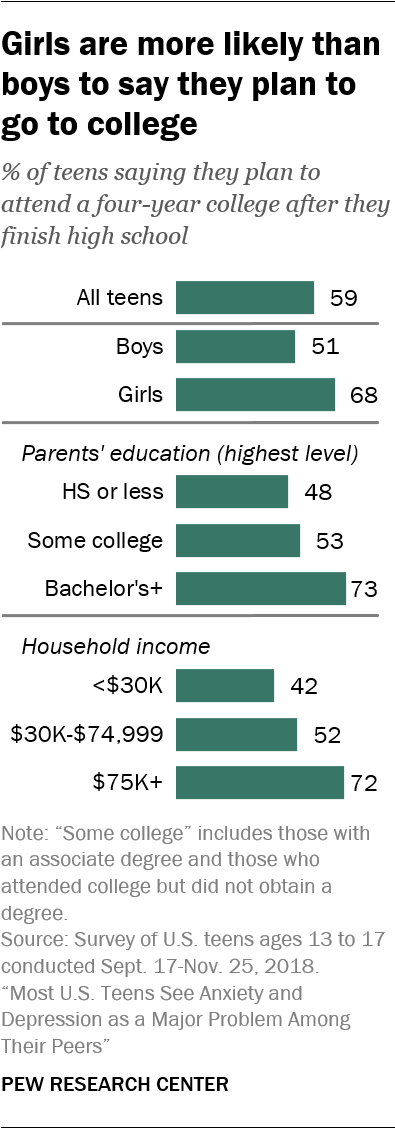 Girls are more likely than
boys to say they plan to
go to college
% of teens saying they plan to
attend a four-year college after they
finish high school
All teens 59
Boys 51
Girls 68
Parents' education (highest level)
HS or less 48
Some college 53
Bachelor's+ 73
Household income
<$30K 42
$30K-$74,999 52
$75K+ 72
Note: “Some college” includes those with
an associate degree and those who
attended college but did not obtain a
degree.
Source: Survey of U.S. teens ages 13 to 17
conducted Sept. 17-Nov. 25, 2018.
“Most U.S. Teens See Anxiety and
Depression as a Major Problem Among
Their Peers”
PEW RESEARCH CENTER